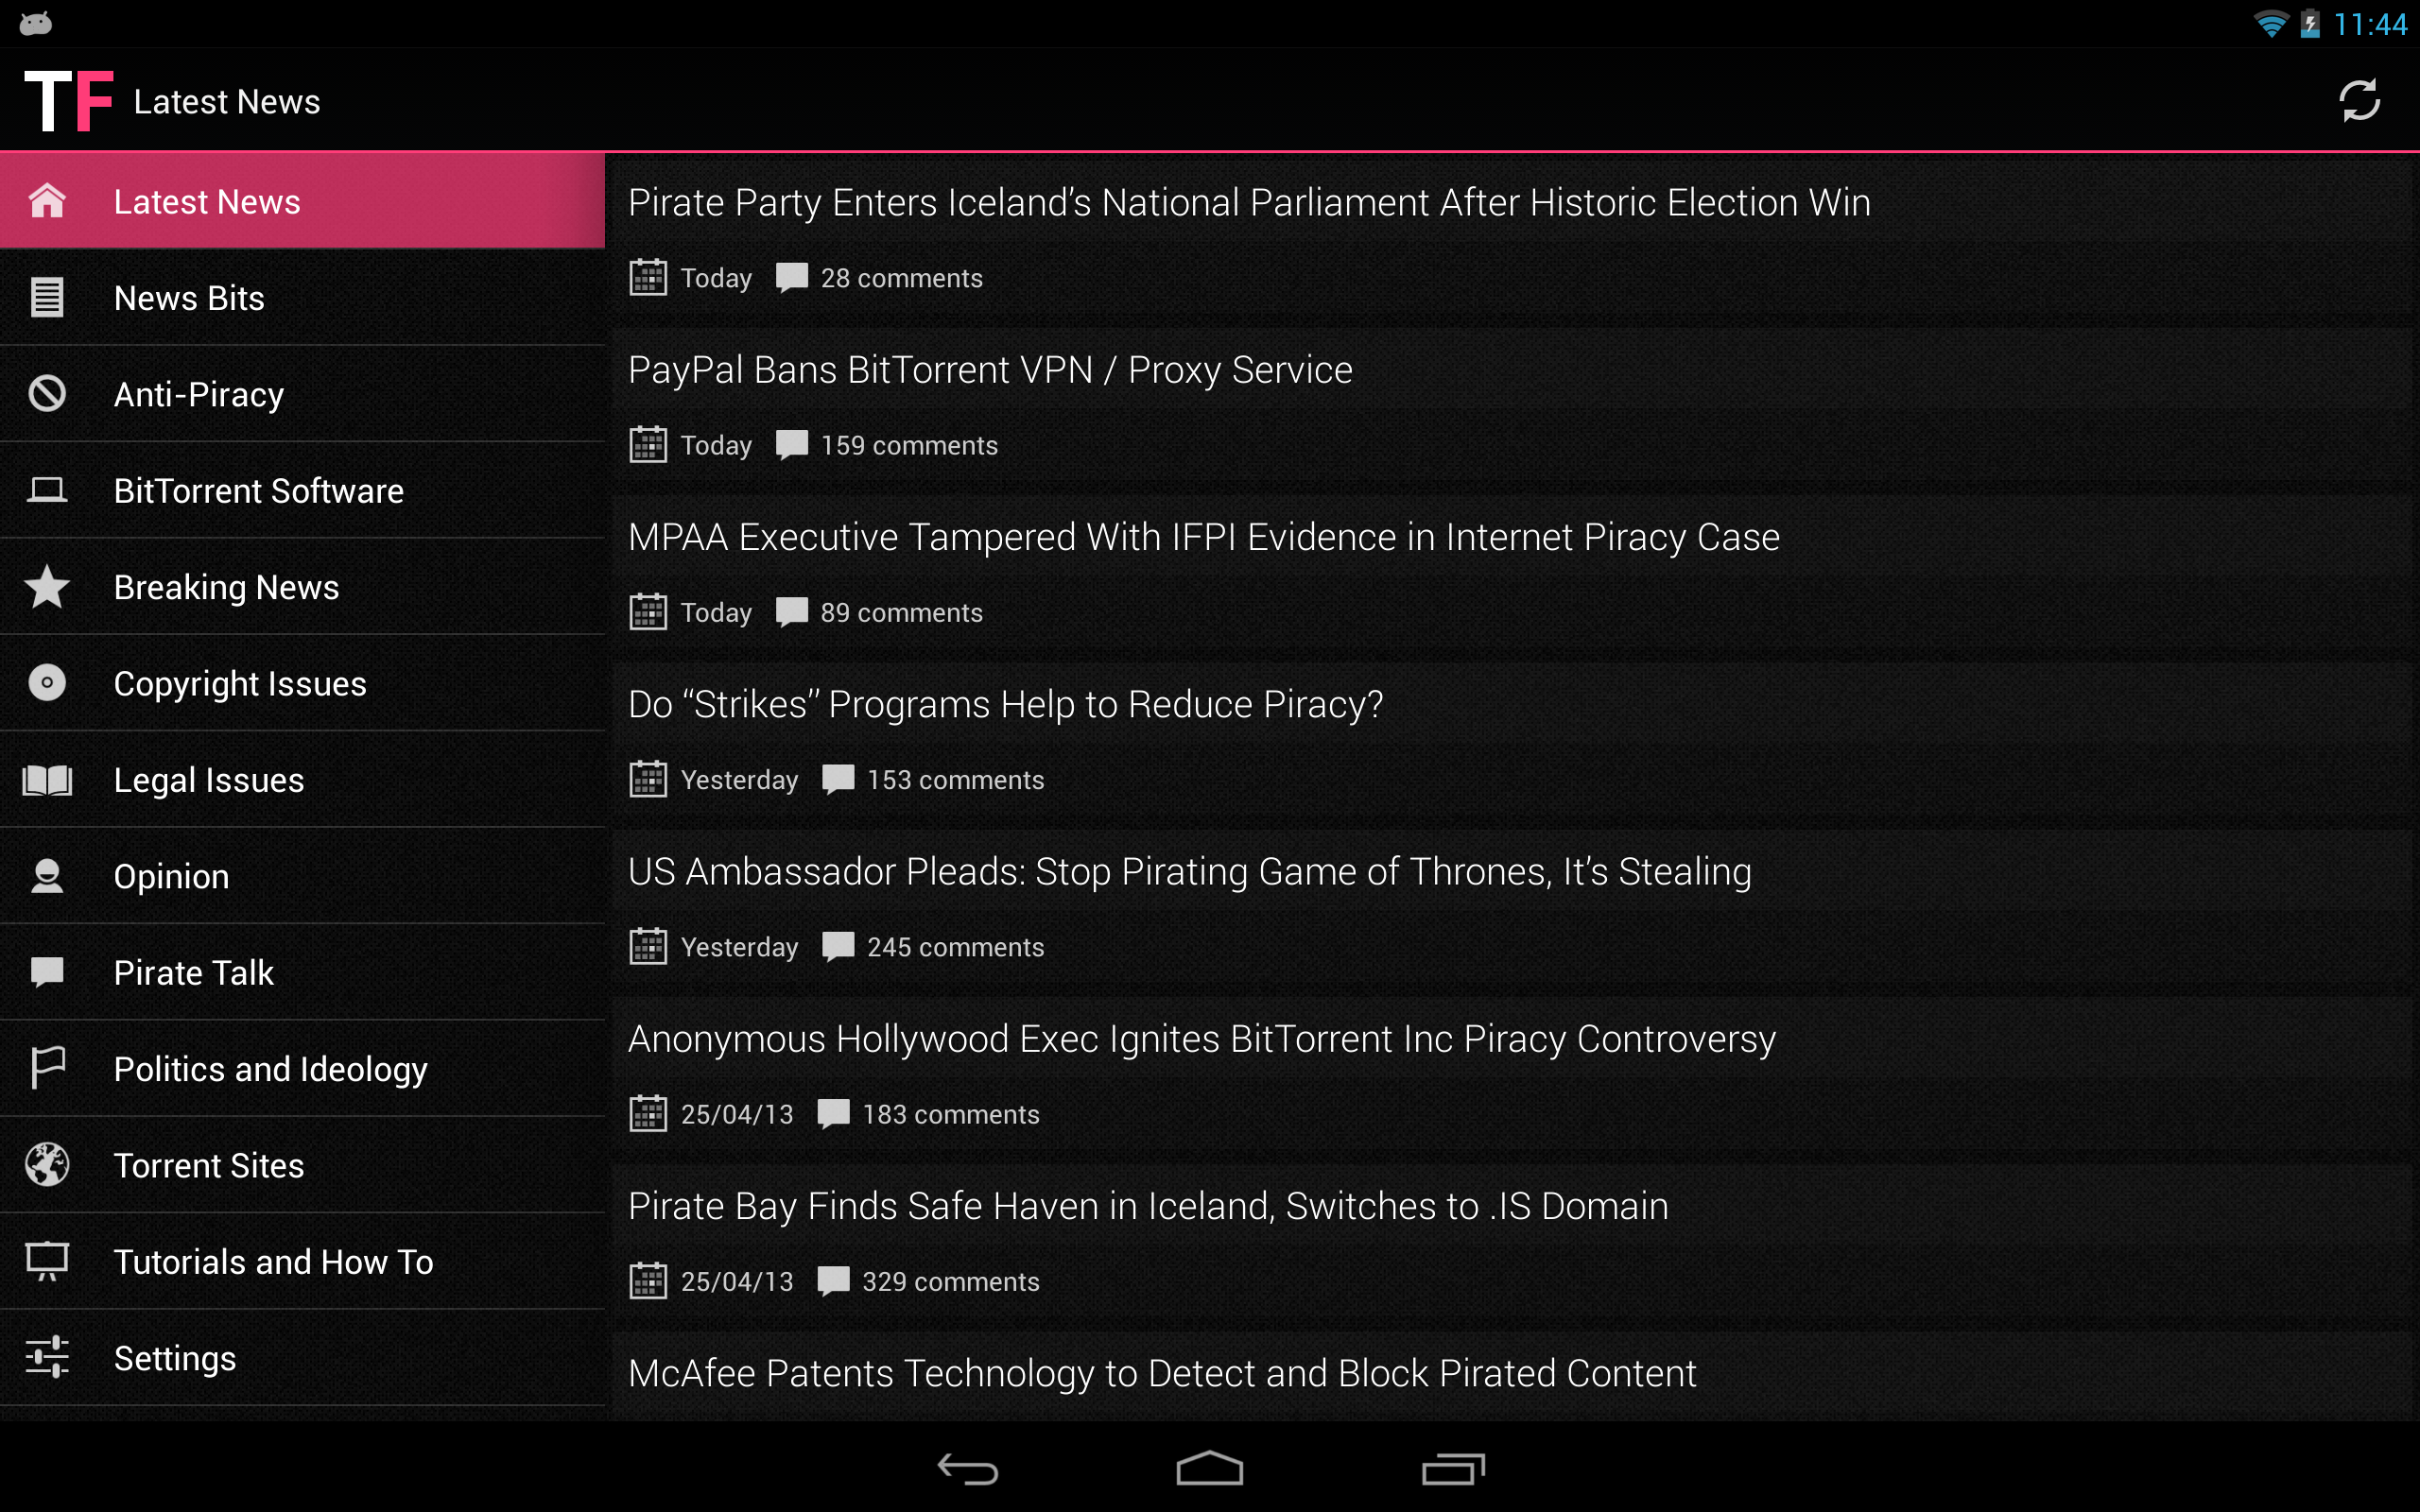 11:44
TF Latest News
Latest News
News Bits
Anti-Piracy
BitTorrent Software
Breaking News
Copyright Issues
Legal Issues
Opinion
Pirate Talk
Politics and Ideology
Torrent Sites
Tutorials and How To
Settings
Pirate Party Enters Iceland’s National Parliament After Historic Election Win
Today 28 comments
PayPal Bans BitTorrent VPN / Proxy Service
Today 159 comments
MPAA Executive Tampered With IFPI Evidence in Internet Piracy Case
Today 89 comments
Do “Strikes” Programs Help to Reduce Piracy?
Yesterday 153 comments
US Ambassador Pleads: Stop Pirating Game of Thrones, It’s Stealing
Yesterday 245 comments
Anonymous Hollywood Exec Ignites BitTorrent Inc Piracy Controversy
25/04/13 183 comments
Pirate Bay Finds Safe Haven in Iceland, Switches to .IS Domain
25/04/13 329 comments
McAfee Patents Technology to Detect and Block Pirated Content